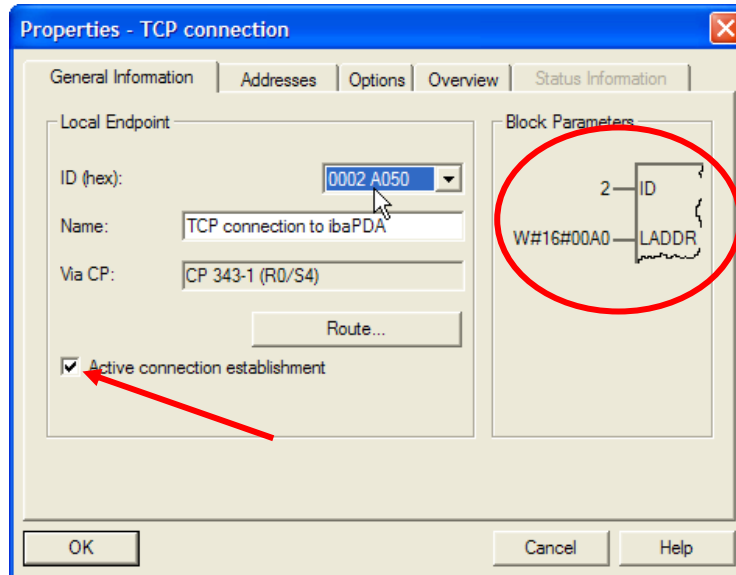 Properties - TCP connection
General Information Addresses Options Overview Status Information
Local Endpoint
ID (hex): 0002 A050
Name: TCP connection to ibaPDA
Via CP: CP 343-1 (R0/S4)
Route...
Active connection establishment
Block Parameters
2 ID
W#16#00A0 LADDR
OK Cancel Help